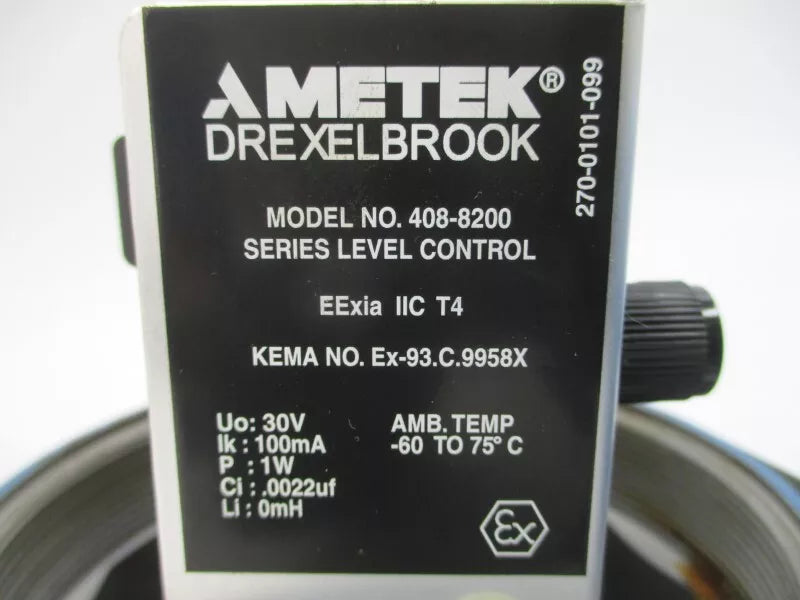 AMETEK®
DREXELBROOK
270-0101-099
MODEL NO. 408-8200
SERIES LEVEL CONTROL
EExia IIC T4
KEMA NO. Ex-93.C.9958X
Uo: 30V
Ik: 100mA
P : 1W
Ci : .0022uf
Li : 0mH
AMB. TEMP
-60 TO 75° C
Ex